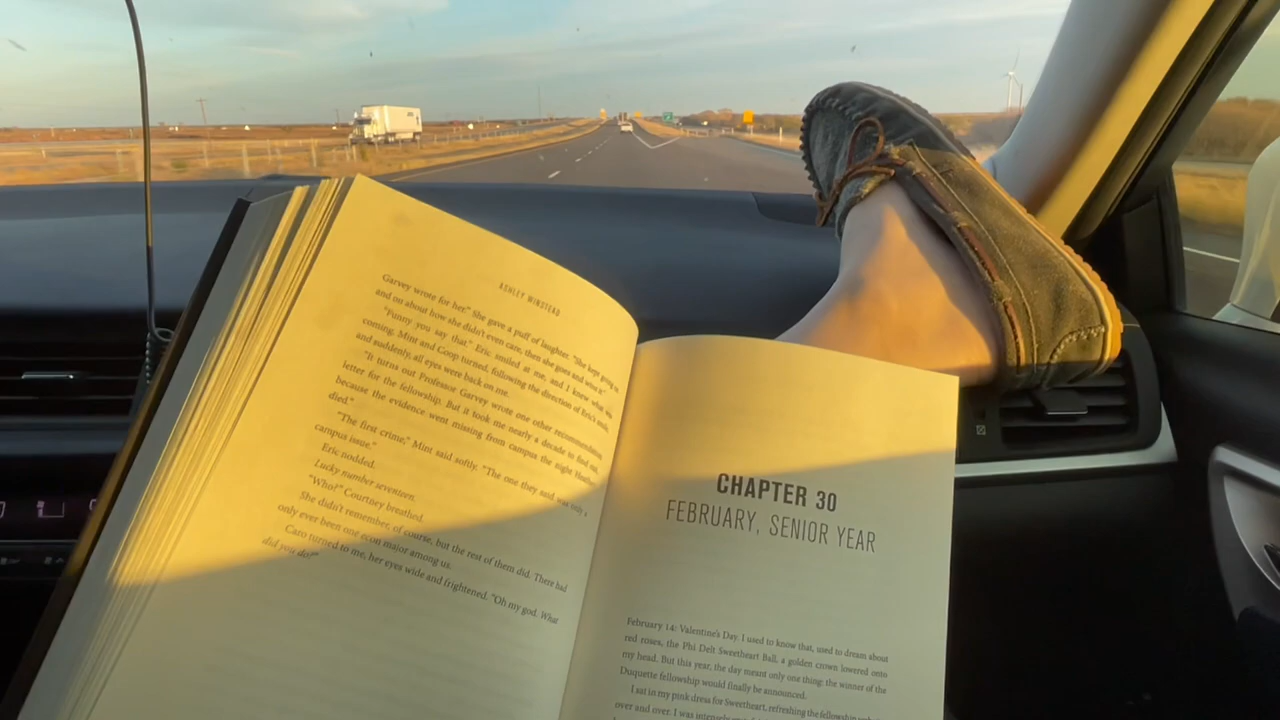 ASHLEY WINSTEAD
Garvey wrote for her." She gave a puff of laughter. "She kept going on
and on about how she didn't even care, then she goes and wins it."
"Funny you say that." Eric smiled at me, and I knew what was
coming. Mint and Coop turned, following the direction of Eric's smile,
and suddenly, all eyes were back on me.
"It turns out Professor Garvey wrote one other recommendation
letter for the fellowship. But it took me nearly a decade to find out,
because the evidence went missing from campus the night Heather
died."
"The first crime," Mint said softly. "The one they said was only a
campus issue."
Eric nodded.
Lucky number seventeen.
"Who?" Courtney breathed.
She didn't remember, of course, but the rest of them did. There had
only ever been one econ major among us.
Caro turned to me, her eyes wide and frightened. "Oh my god. What
did you do?"
CHAPTER 30
FEBRUARY, SENIOR YEAR
February 14: Valentine's Day. I used to know that, used to dream about
red roses, the Phi Delt Sweetheart Ball, a golden crown lowered onto
my head. But this year, the day meant only one thing: the winner of the
Duquette fellowship would finally be announced.
I sat in my pink dress for Sweetheart, refreshing the fellowship
over and over. I was